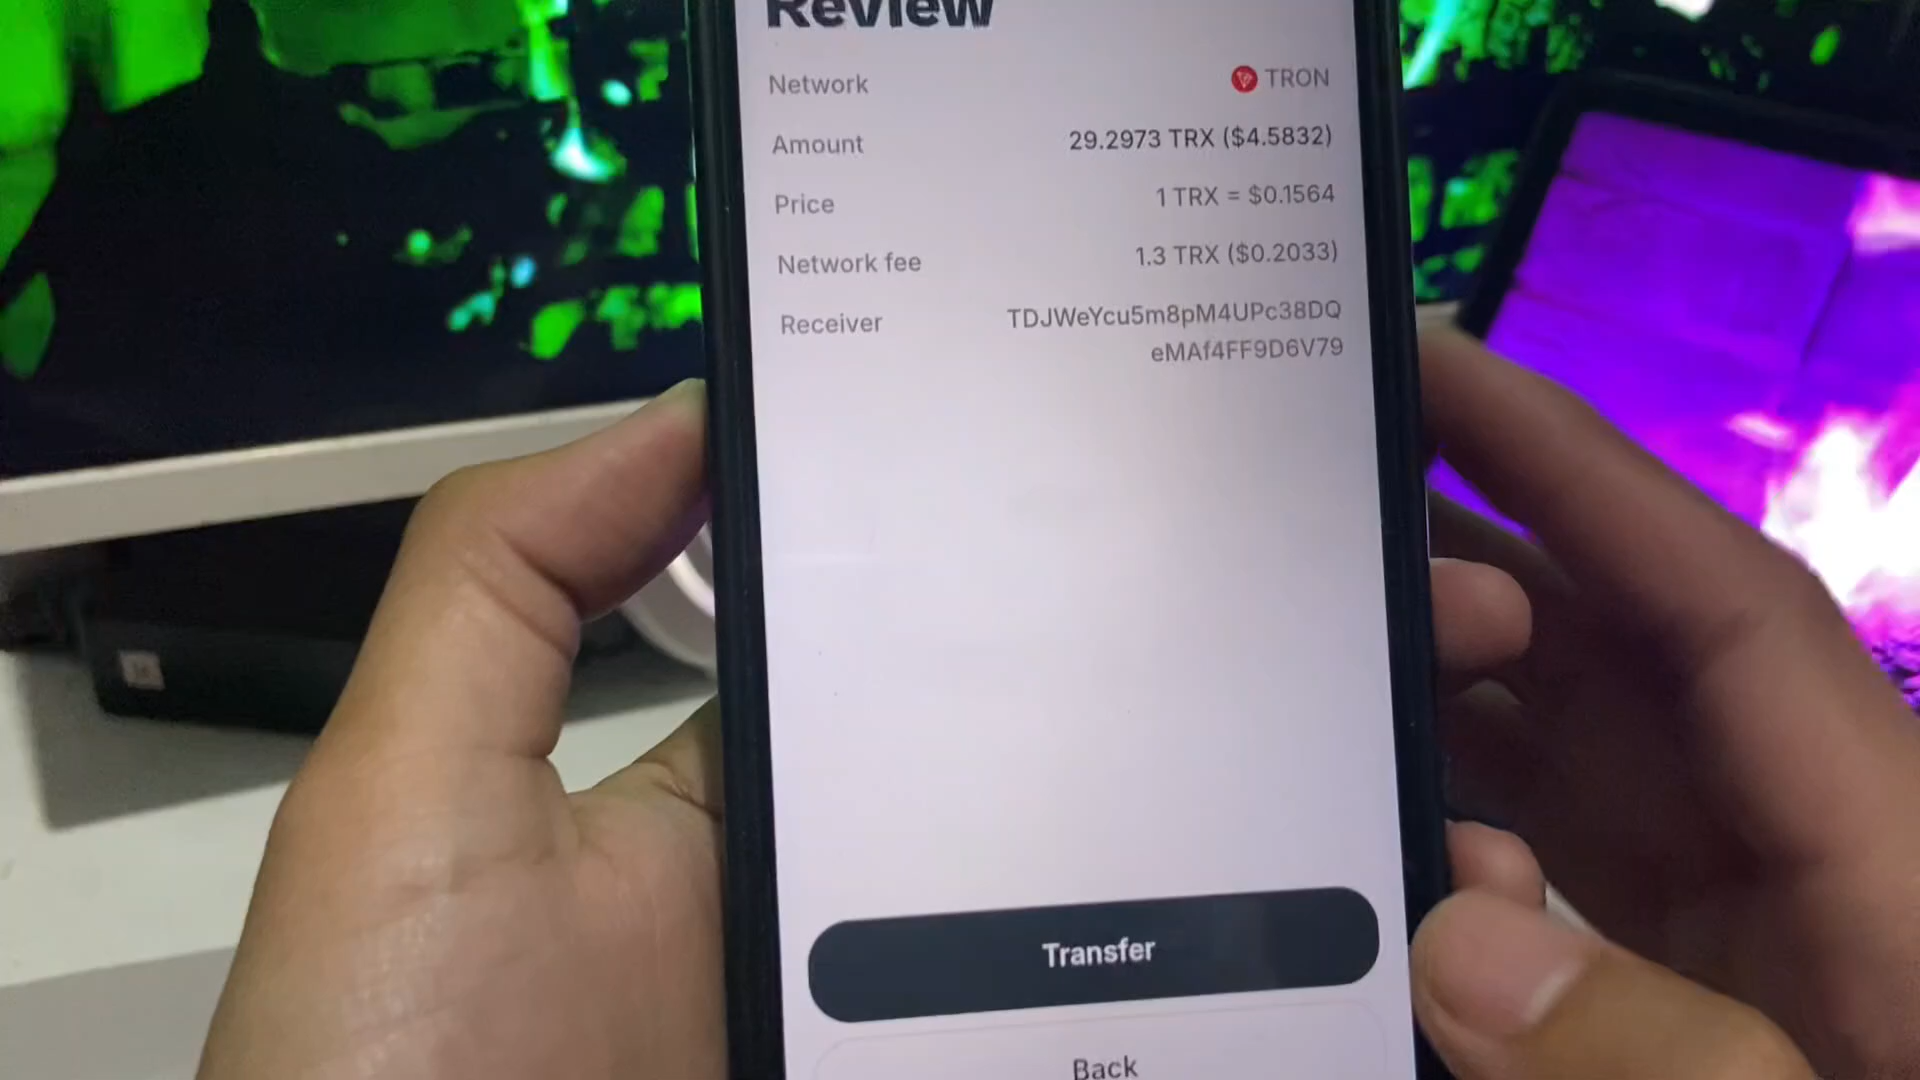 Review
Network TRON
Amount 29.2973 TRX ($4.5832)
Price 1 TRX = $0.1564
Network fee 1.3 TRX ($0.2033)
Receiver TDJWeYcu5m8pM4UPc38DQ
eMAf4FF9D6V79
Transfer
Back